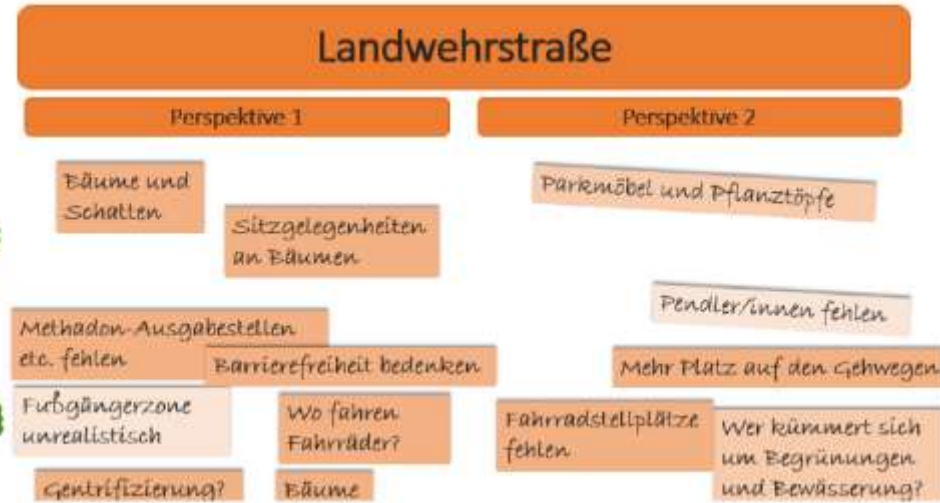 Landwehrstraße
Perspektive 1
Bäume und
Schatten
Sitzgelegenheiten
an Bäumen
Methadon-Ausgabestellen
etc. fehlen
Barrierefreiheit bedenken
Fußgängerzone
unrealistisch
Wo fahren
Fahrräder?
Gentrifizierung?
Bäume
Perspektive 2
Parkmöbel und Pflanztöpfe
Pendler/innen fehlen
Mehr Platz auf den Gehwegen
Fahrradstellplätze
fehlen
Wer kümmert sich
um Begrünungen
und Bewässerung?